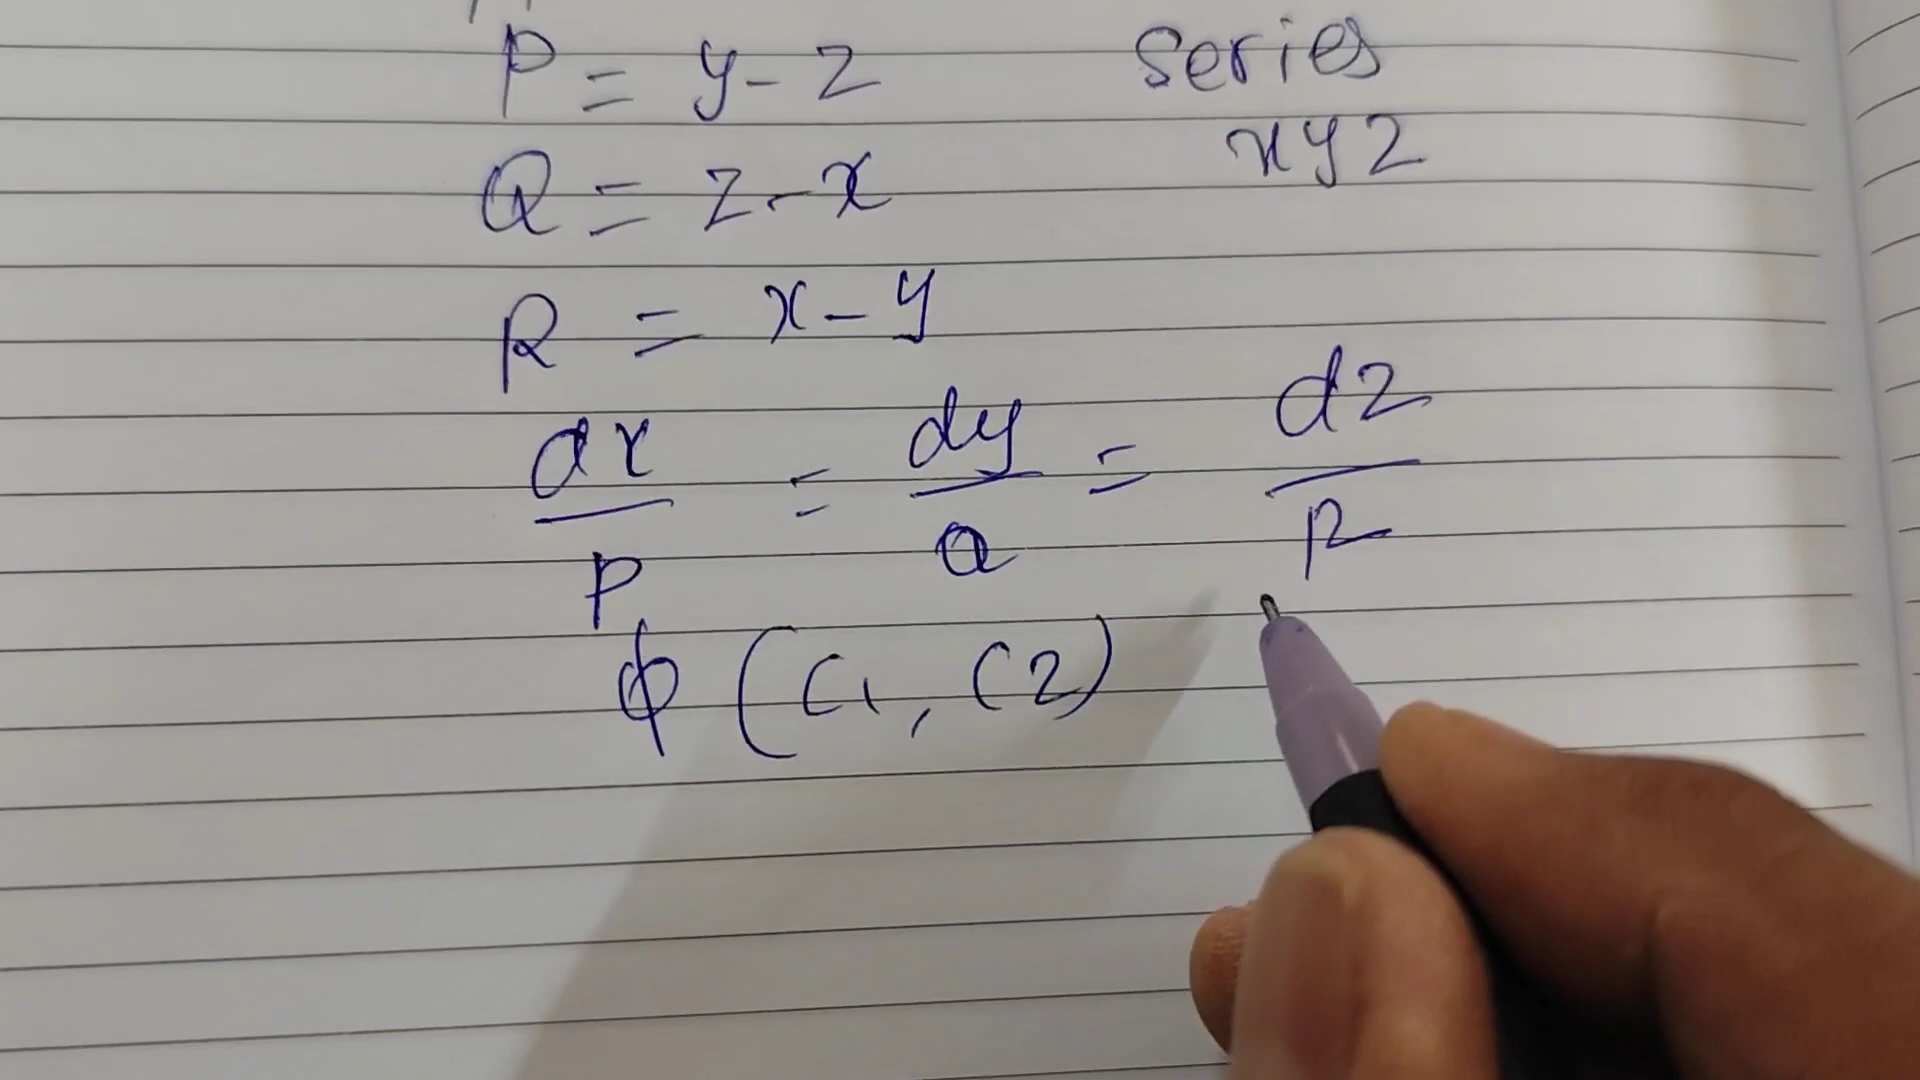 P = y - z
series
xyz
Q = z - x
R = x - y
dx/P = dy/Q = dz/R
φ (C1, C2)